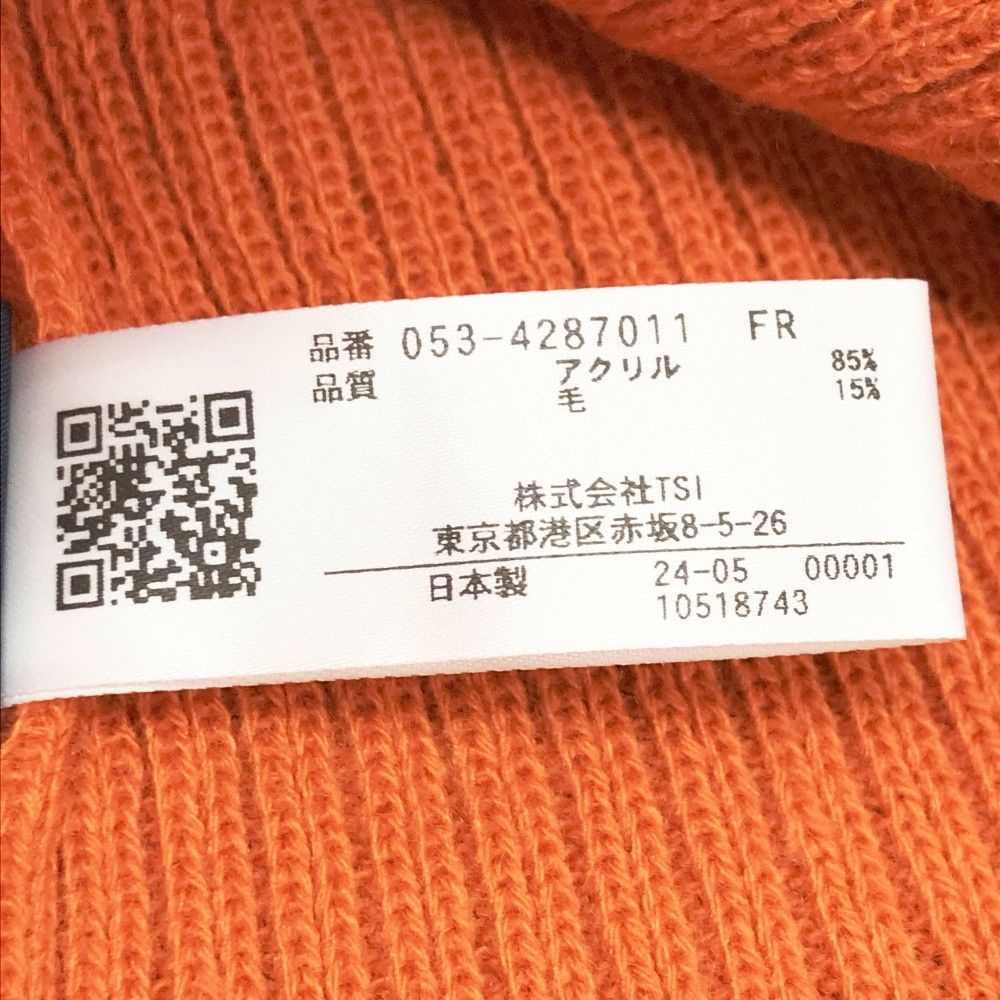 品番 053-4287011 FR
品質 アクリル 85%
毛 15%
株式会社TSI
東京都港区赤坂8-5-26
日本製 24-05 00001
10518743